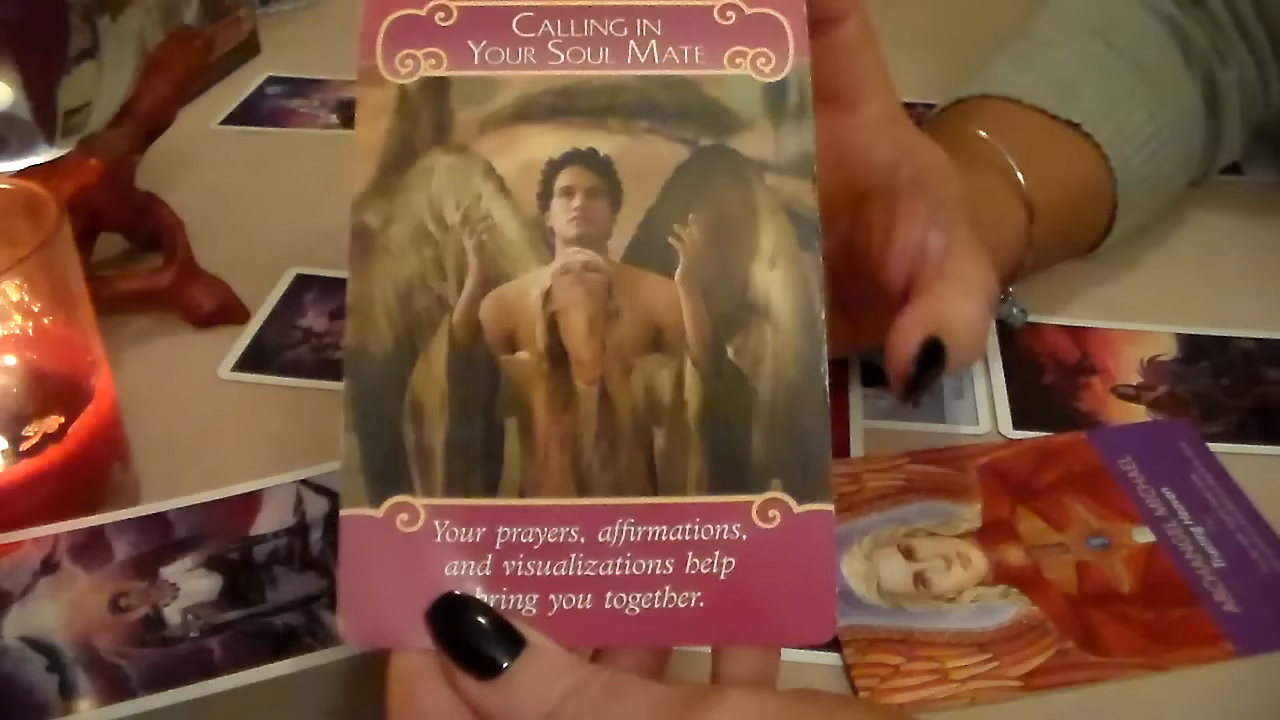 CALLING IN
YOUR SOUL MATE
Your prayers, affirmations,
and visualizations help
bring you together.
ARCHANGEL MICHAEL